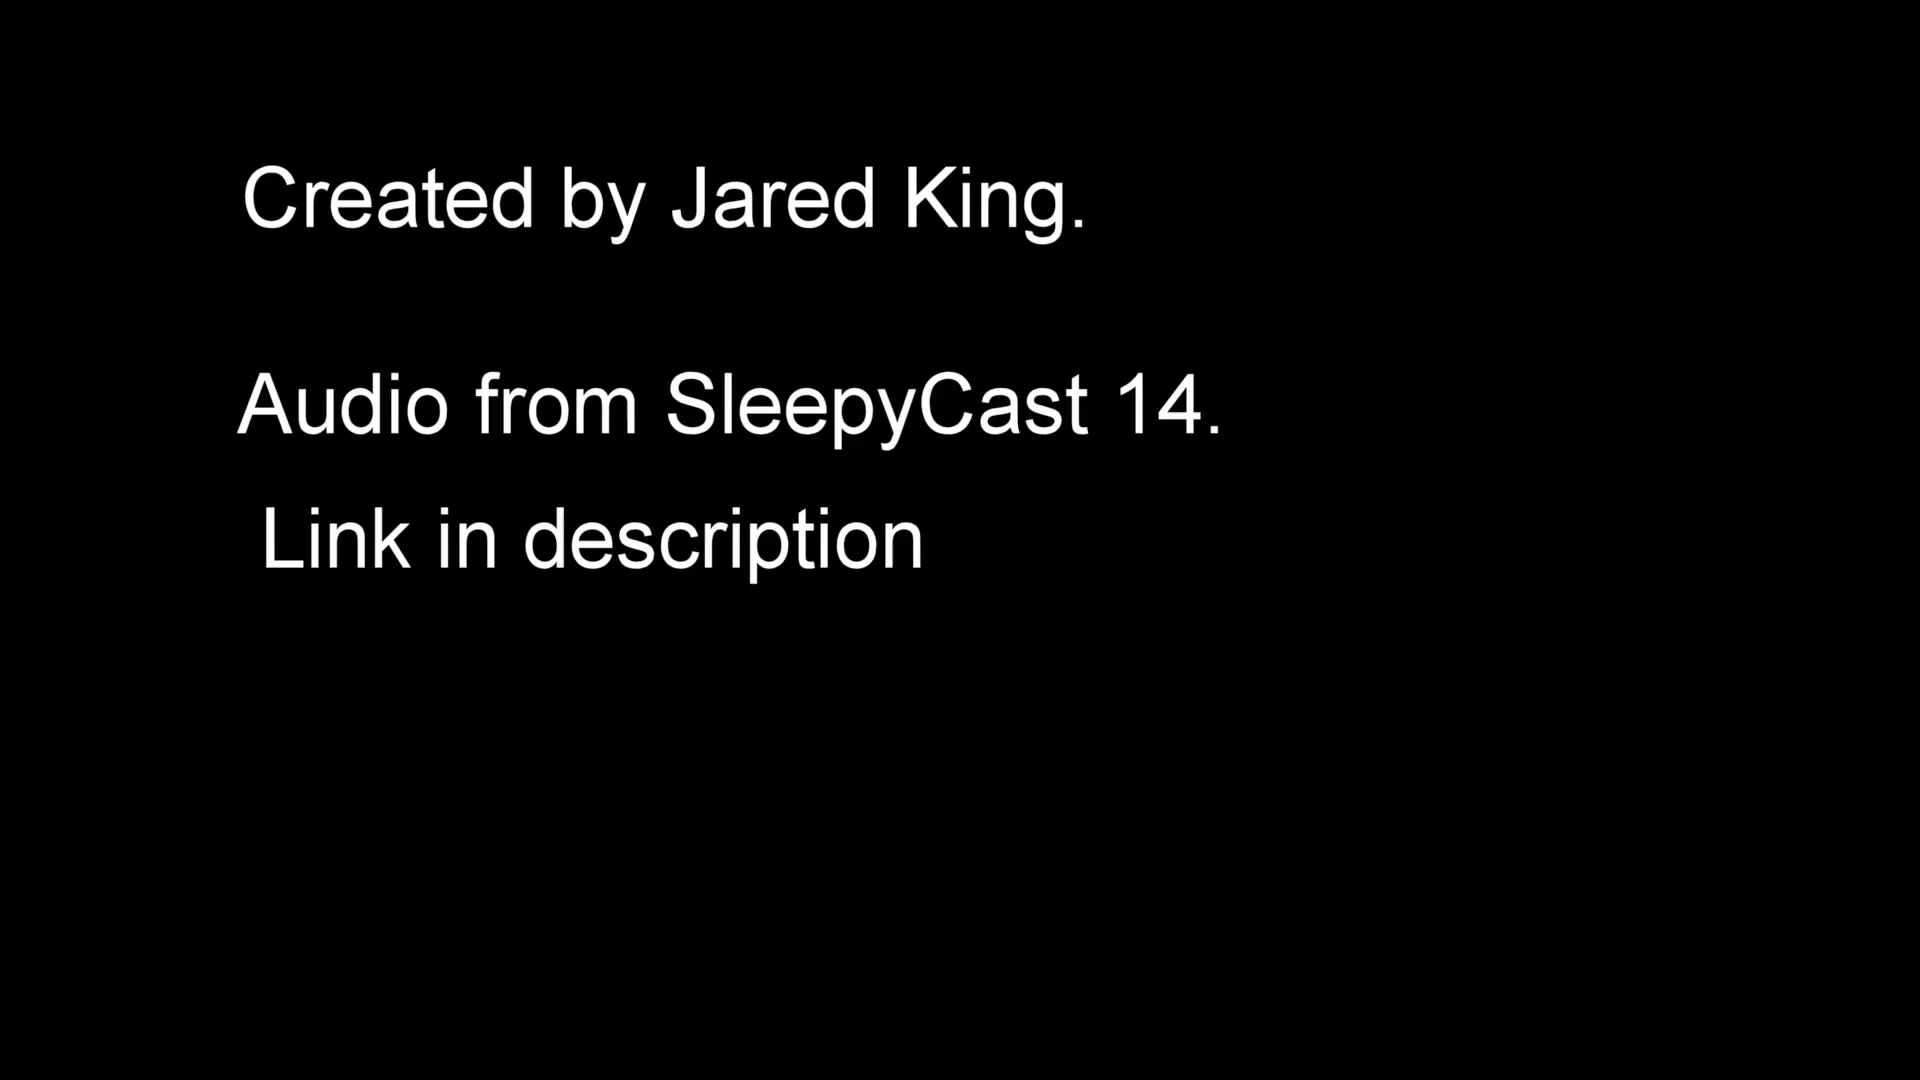 Created by Jared King.
Audio from SleepyCast 14.
Link in description